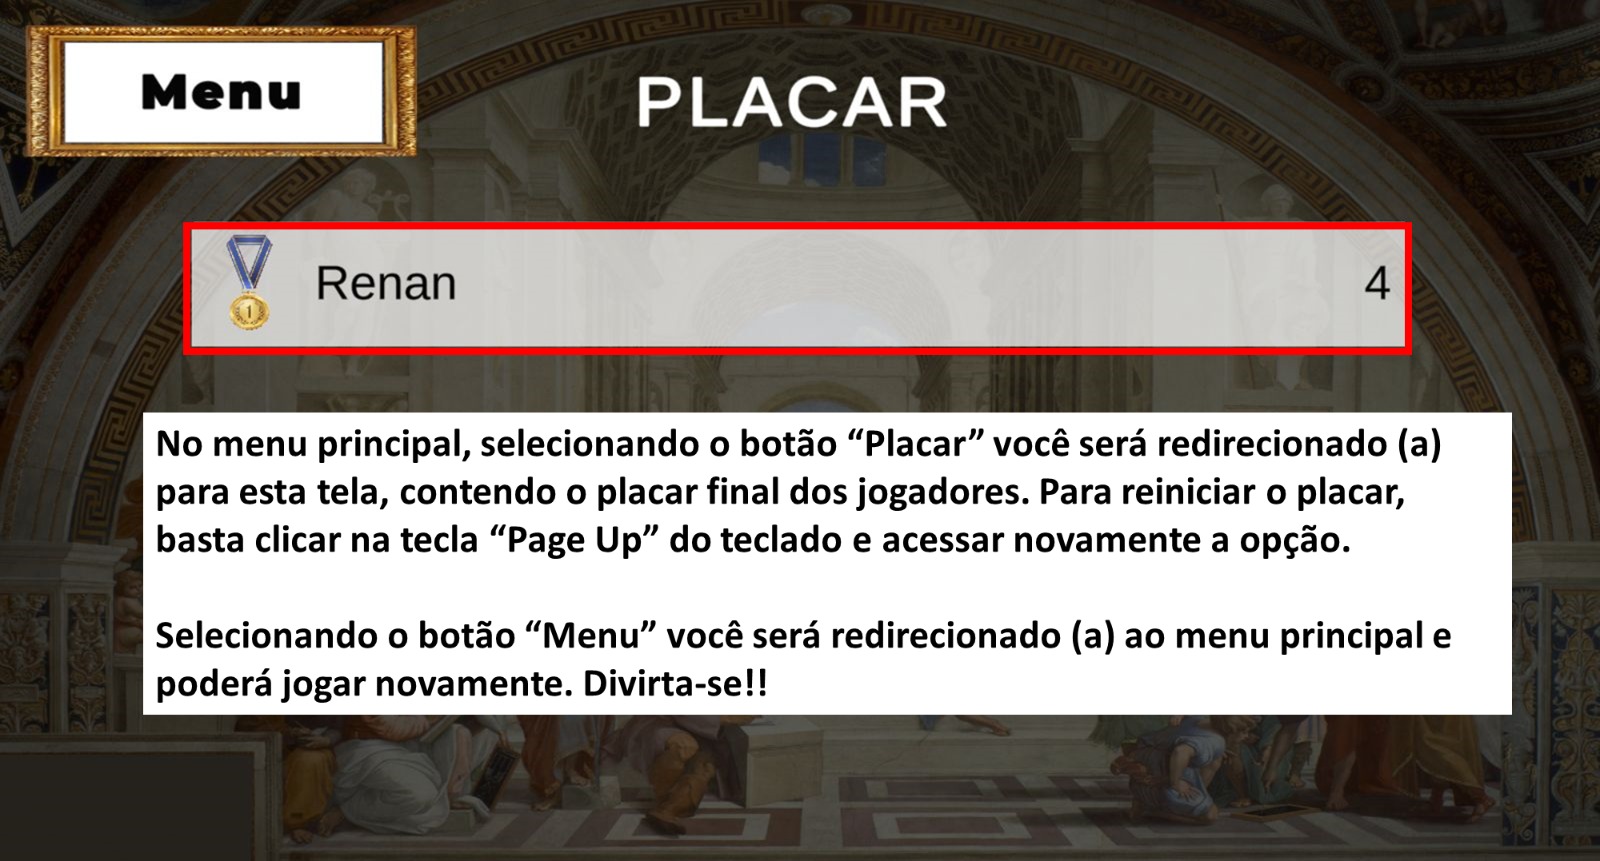 Menu
PLACAR
1
Renan
4
No menu principal, selecionando o botão “Placar” você será redirecionado (a)
para esta tela, contendo o placar final dos jogadores. Para reiniciar o placar,
basta clicar na tecla “Page Up” do teclado e acessar novamente a opção.
Selecionando o botão “Menu” você será redirecionado (a) ao menu principal e
poderá jogar novamente. Divirta-se!!